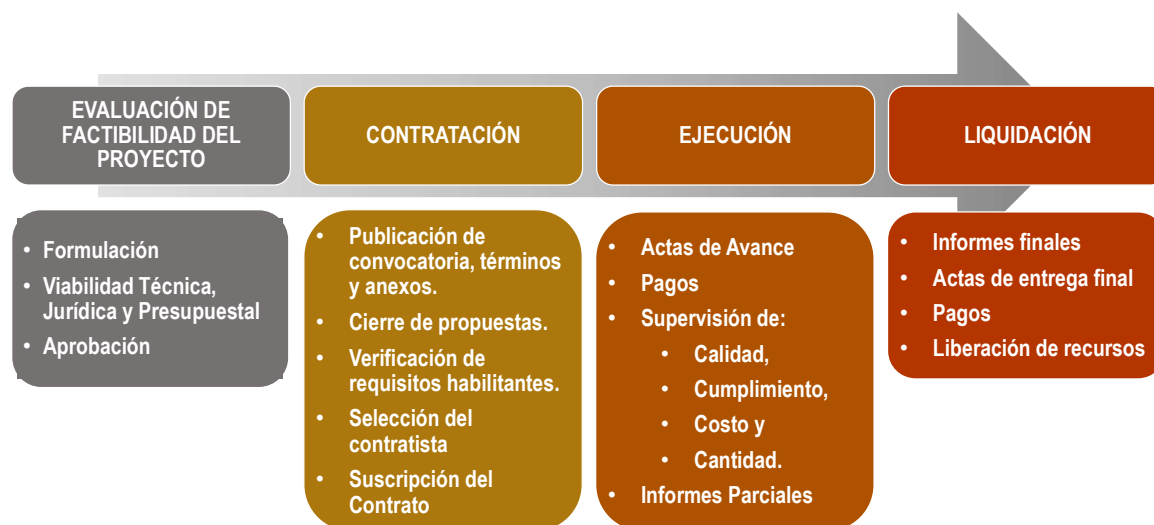 EVALUACIÓN DE
FACTIBILIDAD DEL
PROYECTO
• Formulación
• Viabilidad Técnica,
Jurídica y Presupuestal
• Aprobación
CONTRATACIÓN
• Publicación de
convocatoria, términos
y anexos.
• Cierre de propuestas.
• Verificación de
requisitos habilitantes.
• Selección del
contratista
• Suscripción del
Contrato
EJECUCIÓN
• Actas de Avance
• Pagos
• Supervisión de:
• Calidad,
• Cumplimiento,
• Costo y
• Cantidad.
• Informes Parciales
LIQUIDACIÓN
• Informes finales
• Actas de entrega final
• Pagos
• Liberación de recursos